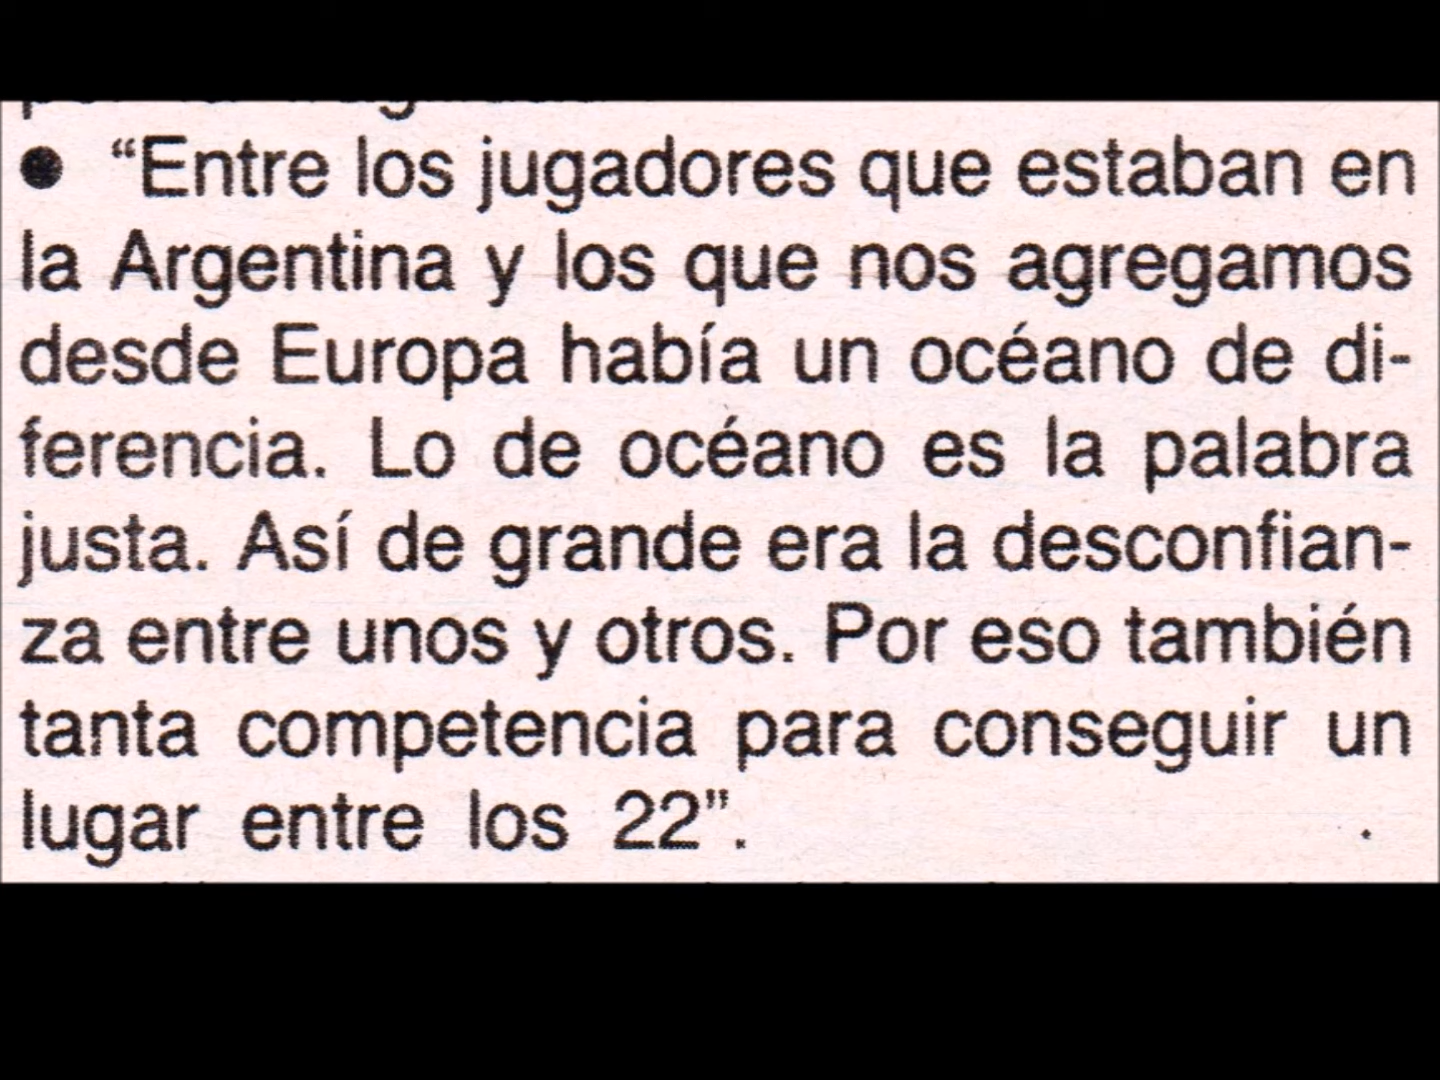 ● “Entre los jugadores que estaban en
la Argentina y los que nos agregamos
desde Europa había un océano de di-
ferencia. Lo de océano es la palabra
justa. Así de grande era la desconfian-
za entre unos y otros. Por eso también
tanta competencia para conseguir un
lugar entre los 22”.